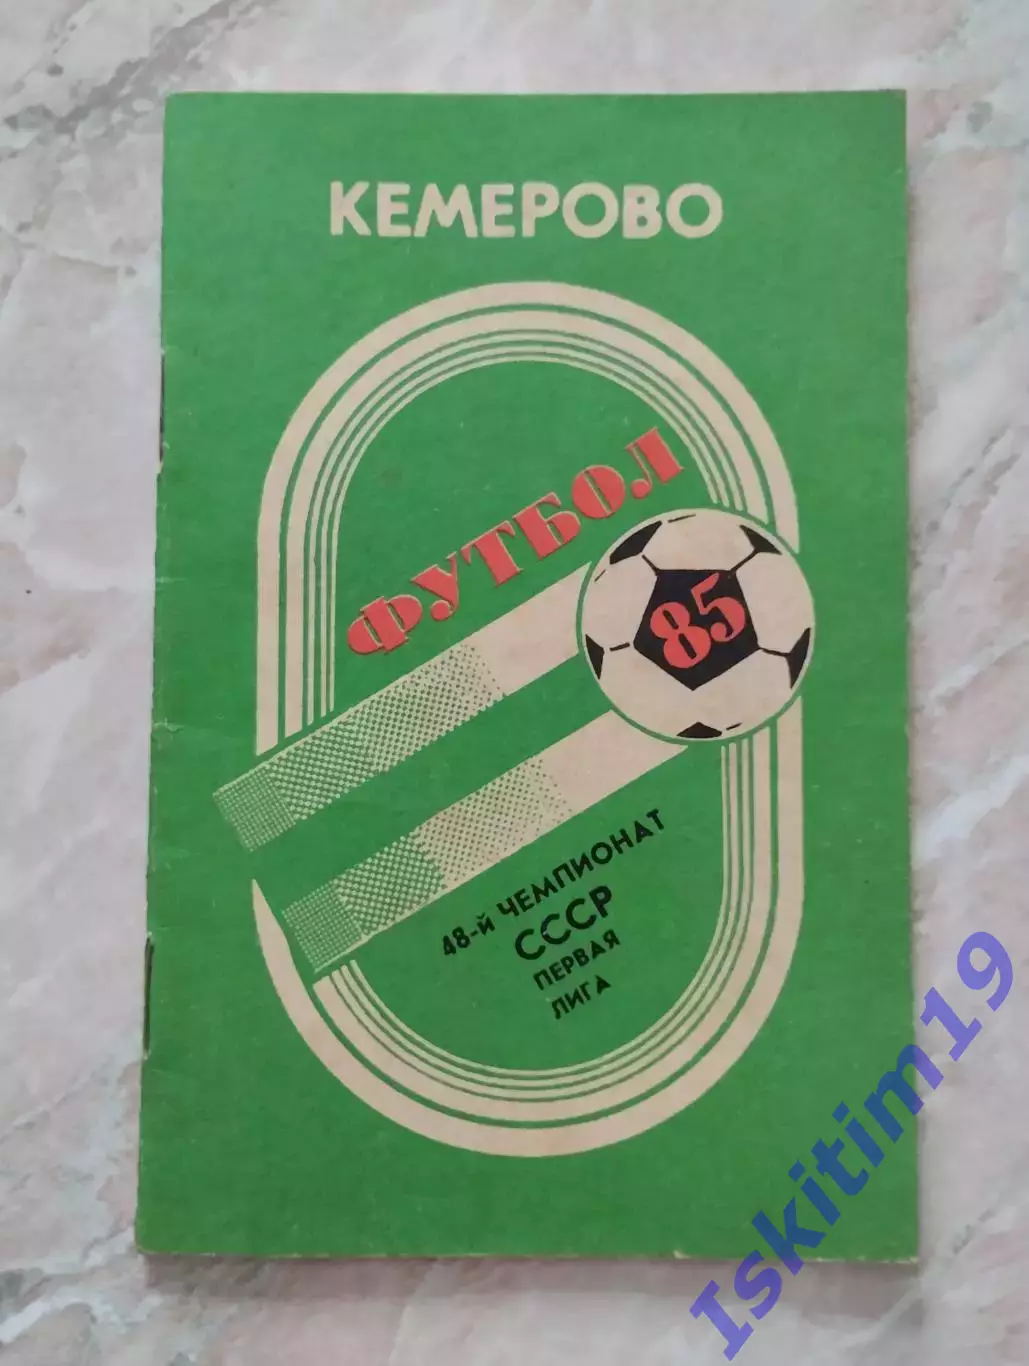 КЕМЕРОВО
ФУТБОЛ
85
48-й ЧЕМПИОНАТ
СССР
ПЕРВАЯ
ЛИГА
Iskitim19